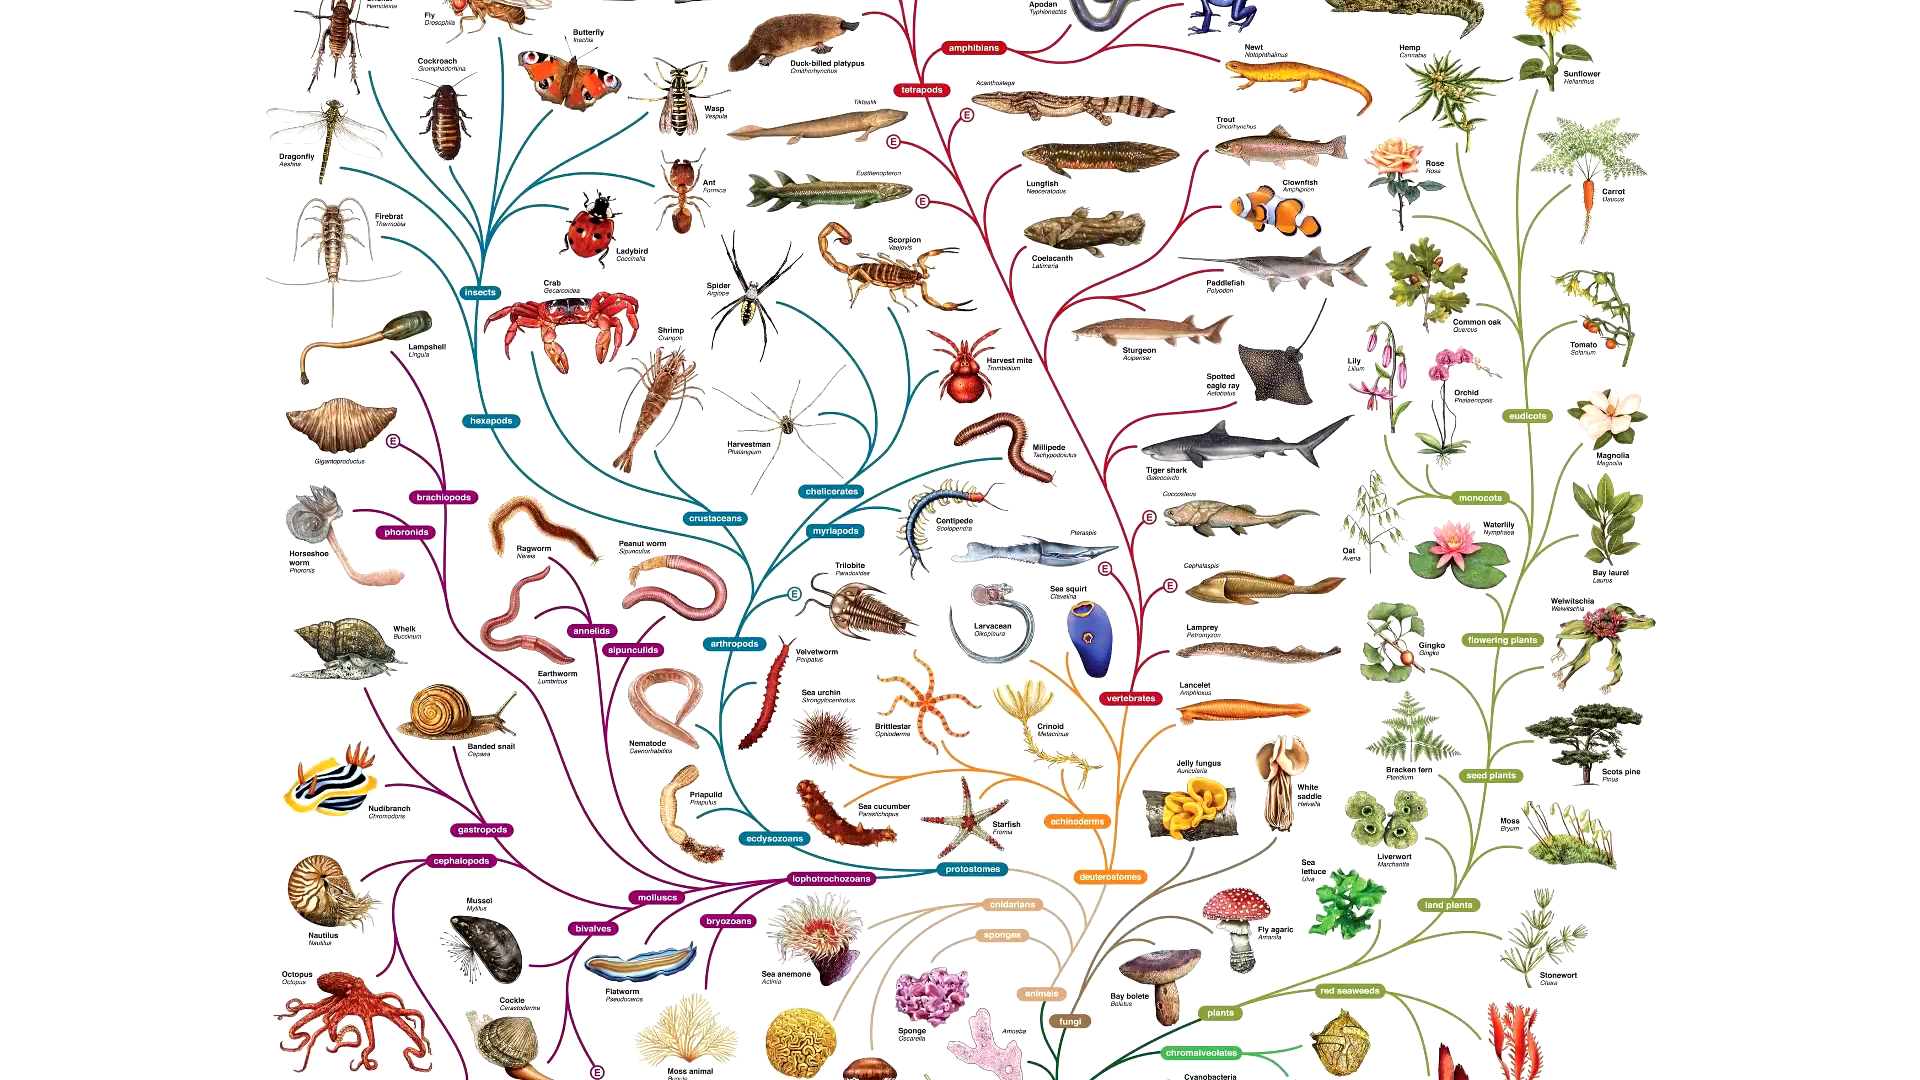 Hemideina
Fly
Drosophila
Butterfly
Inachis
Cockroach
Gromphadorhina
Wasp
Vespula
Duck-billed platypus
Ornithorhynchus
Apodan
Typhlonectes
amphibians
Newt
Notophthalmus
Hemp
Cannabis
Sunflower
Helianthus
tetrapods
Acanthostega
Tiktaalik
E
E
Dragonfly
Aeshna
Ant
Formica
Eusthenopteron
E
Lungfish
Neoceratodus
Trout
Oncorhynchus
Clownfish
Amphiprion
Rose
Rosa
Carrot
Daucus
Firebrat
Thermobia
Ladybird
Coccinella
Scorpion
Vaejovis
Coelacanth
Latimeria
Paddlefish
Polyodon
insects
Crab
Gecarcoidea
Spider
Argiope
Shrimp
Crangon
Sturgeon
Acipenser
Common oak
Quercus
Tomato
Solanum
Lampshell
Lingula
Harvest mite
Trombidium
Spotted
eagle ray
Aetobatus
Lily
Lilium
Orchid
Phalaenopsis
hexapods
eudicots
E
Gigantoproductus
Harvestman
Phalangium
Millipede
Tachypodoiulus
Tiger shark
Galeocerdo
Magnolia
Magnolia
brachiopods
chelicerates
Coccosteus
monocots
phoronids
crustaceans
myriapods
Centipede
Scolopendra
E
Waterlily
Nymphaea
Horseshoe
worm
Phoronis
Ragworm
Nereis
Peanut worm
Sipunculus
Pteraspis
E
Oat
Avena
Bay laurel
Laurus
Trilobite
Paradoxides
E
Sea squirt
Clavelina
Cephalaspis
E
Welwitschia
Welwitschia
Whelk
Buccinum
annelids
sipunculids
arthropods
Larvacean
Oikopleura
Lamprey
Petromyzon
flowering plants
Gingko
Gingko
Velvetworm
Peripatus
Earthworm
Lumbricus
Sea urchin
Strongylocentrotus
vertebrates
Lancelet
Amphioxus
Banded snail
Cepaea
Nematode
Caenorhabditis
Brittlestar
Ophioderma
Crinoid
Metacrinus
Jelly fungus
Auricularia
White
saddle
Helvella
Bracken fern
Pteridium
seed plants
Scots pine
Pinus
Nudibranch
Chromodoris
Priapulid
Priapulus
Sea cucumber
Parastichopus
Starfish
Fromia
echinoderms
Moss
Bryum
gastropods
ecdysozoans
Liverwort
Marchantia
cephalopods
lophotrochozoans
protostomes
deuterostomes
Sea
lettuce
Ulva
molluscs
Mussel
Mytilus
bivalves
bryozoans
cnidarians
sponges
land plants
Nautilus
Nautilus
Fly agaric
Amanita
Octopus
Octopus
Flatworm
Pseudoceros
Sea anemone
Actinia
animals
Bay bolete
Boletus
Stonewort
Chara
red seaweeds
Cockle
Cerastoderma
Sponge
Oscarella
Amoeba
fungi
plants
chromalveolates
E
Moss animal
Cyanobacteria